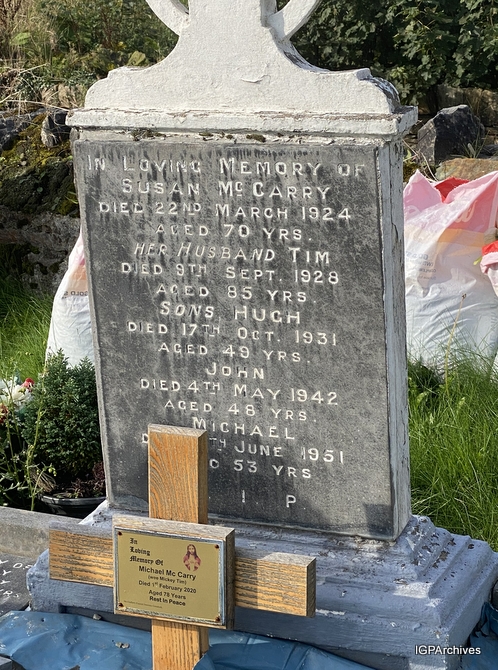 IN LOVING MEMORY OF
SUSAN MCCARRY
DIED 22ND MARCH 1924
AGED 70 YRS.
HER HUSBAND TIM
DIED 9TH SEPT. 1928
AGED 85 YRS
SONS HUGH
DIED 17TH OCT. 1931
AGED 49 YRS.
JOHN
DIED 4TH MAY 1942
AGED 48 YRS.
MICHAEL
JUNE 1951
53 YRS
I P
In
Loving
Memory Of
Michael Mc Carry
(one Mickey Tim)
Died 1st February 2020
Aged 78 Years
Rest In Peace
IGPArchives